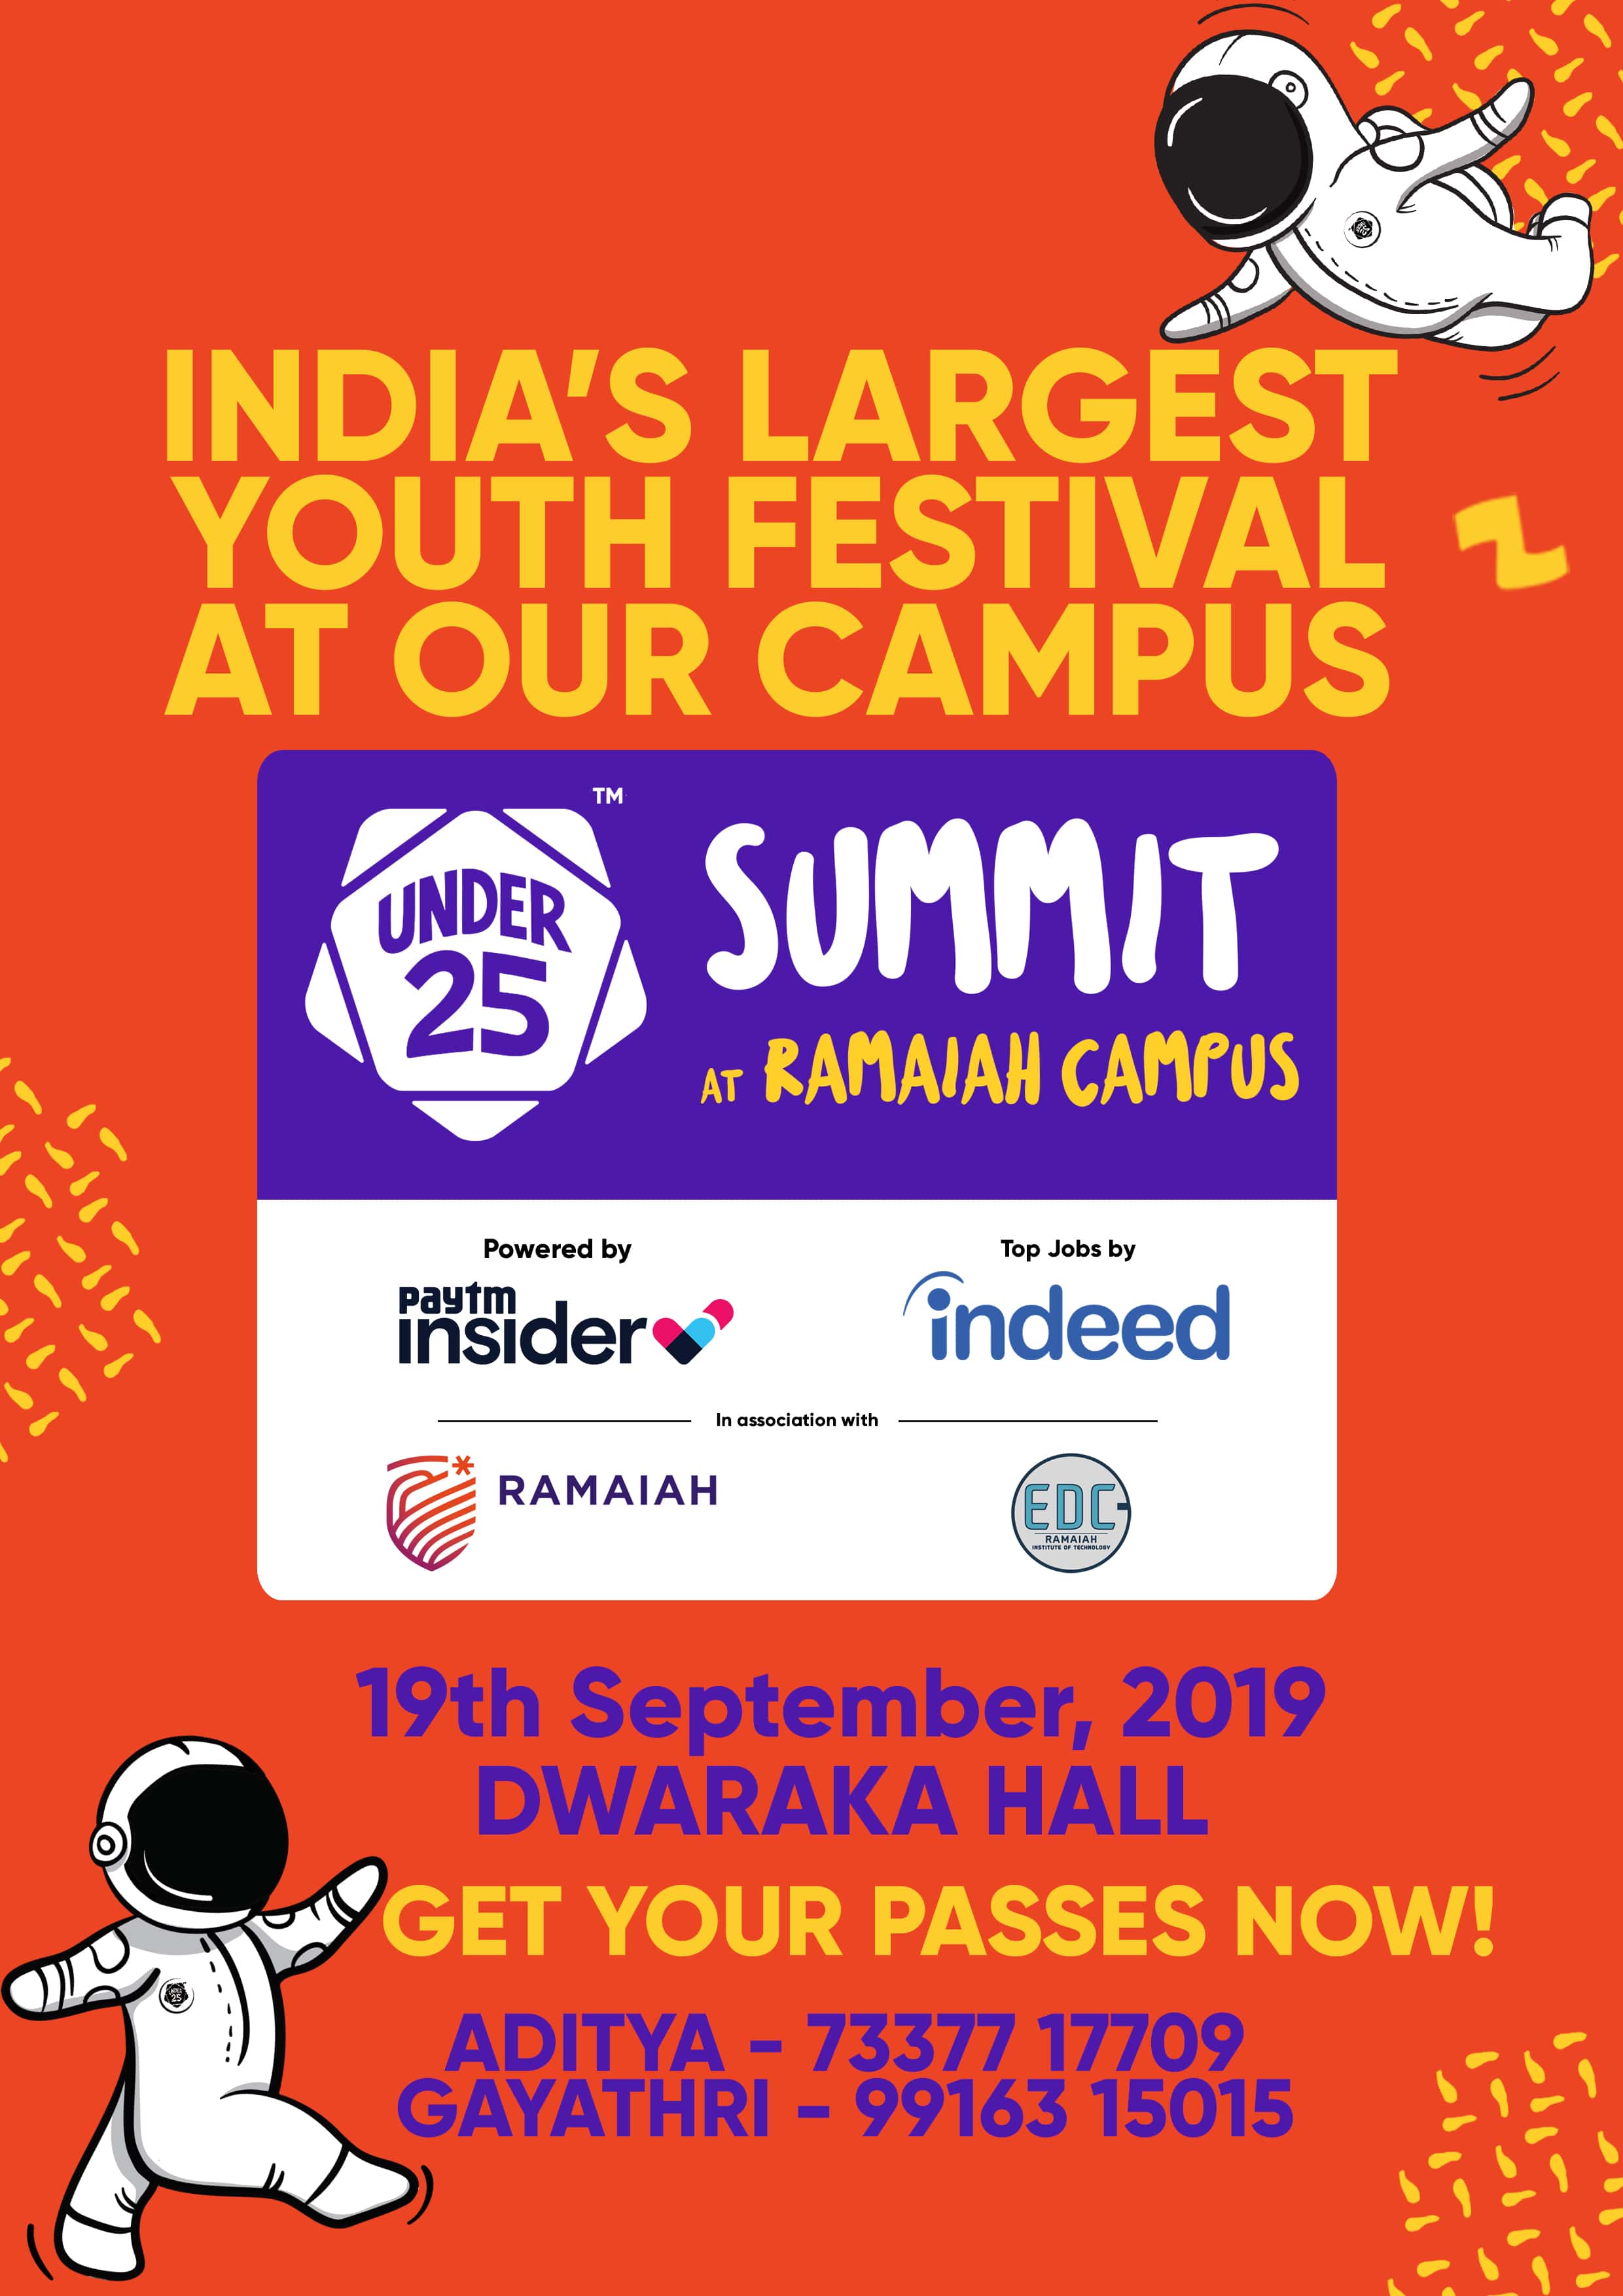 INDIA'S LARGEST
YOUTH FESTIVAL
AT OUR CAMPUS
TM
UNDER
25
SUMMIT
AT RAMAIAH CAMPUS
Powered by
Top Jobs by
paytm
insider
indeed
In association with
RAMAIAH
EDC
RAMAIAH
INSTITUTE OF TECHNOLOGY
19th September, 2019
DWARAKA HALL
GET YOUR PASSES NOW!
UNDER
25
ADITYA - 73377 17709
GAYATHRI - 99163 15015